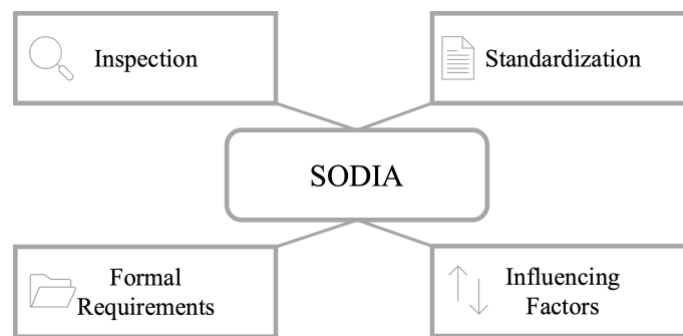 Inspection
Standardization
SODIA
Formal
Requirements
Influencing
Factors